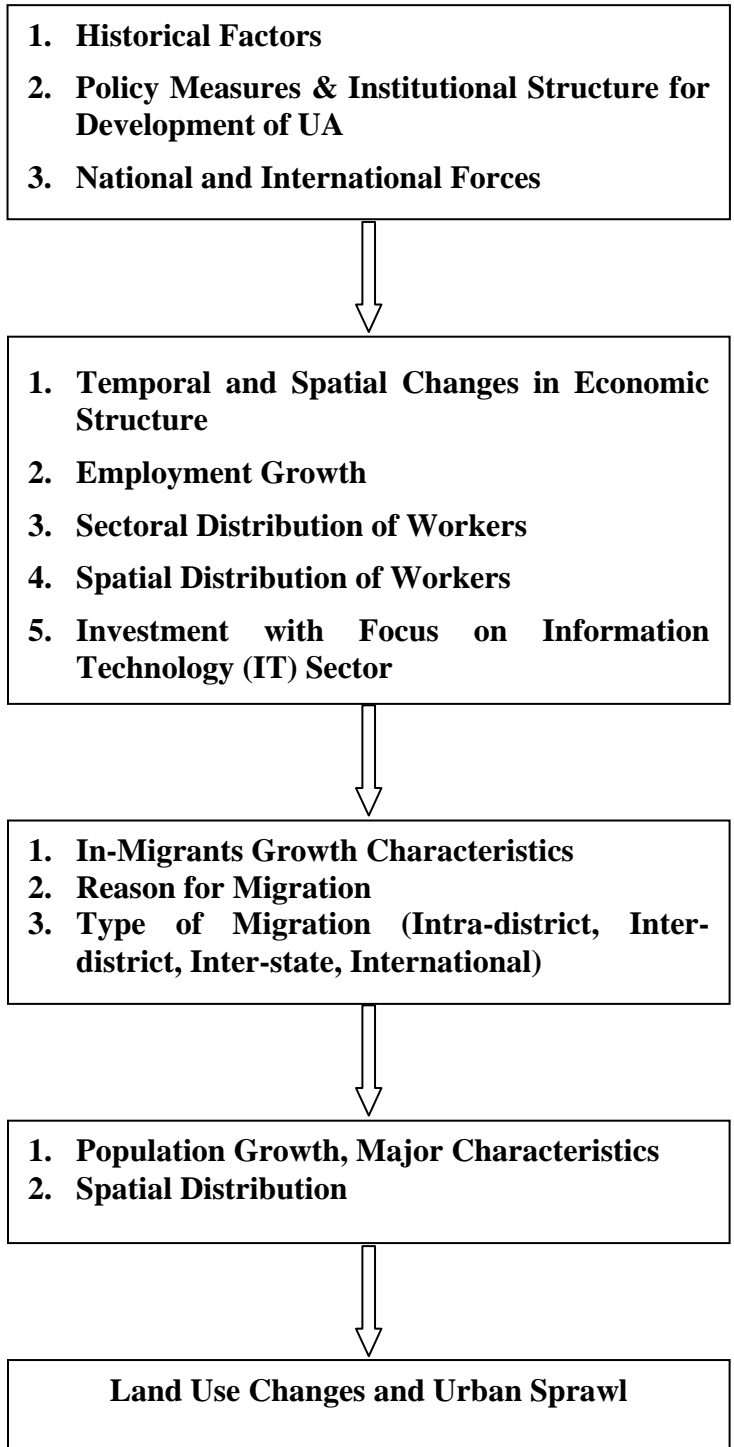 1. Historical Factors
2. Policy Measures & Institutional Structure for
Development of UA
3. National and International Forces
1. Temporal and Spatial Changes in Economic
Structure
2. Employment Growth
3. Sectoral Distribution of Workers
4. Spatial Distribution of Workers
5. Investment with Focus on Information
Technology (IT) Sector
1. In-Migrants Growth Characteristics
2. Reason for Migration
3. Type of Migration (Intra-district, Inter-
district, Inter-state, International)
1. Population Growth, Major Characteristics
2. Spatial Distribution
Land Use Changes and Urban Sprawl